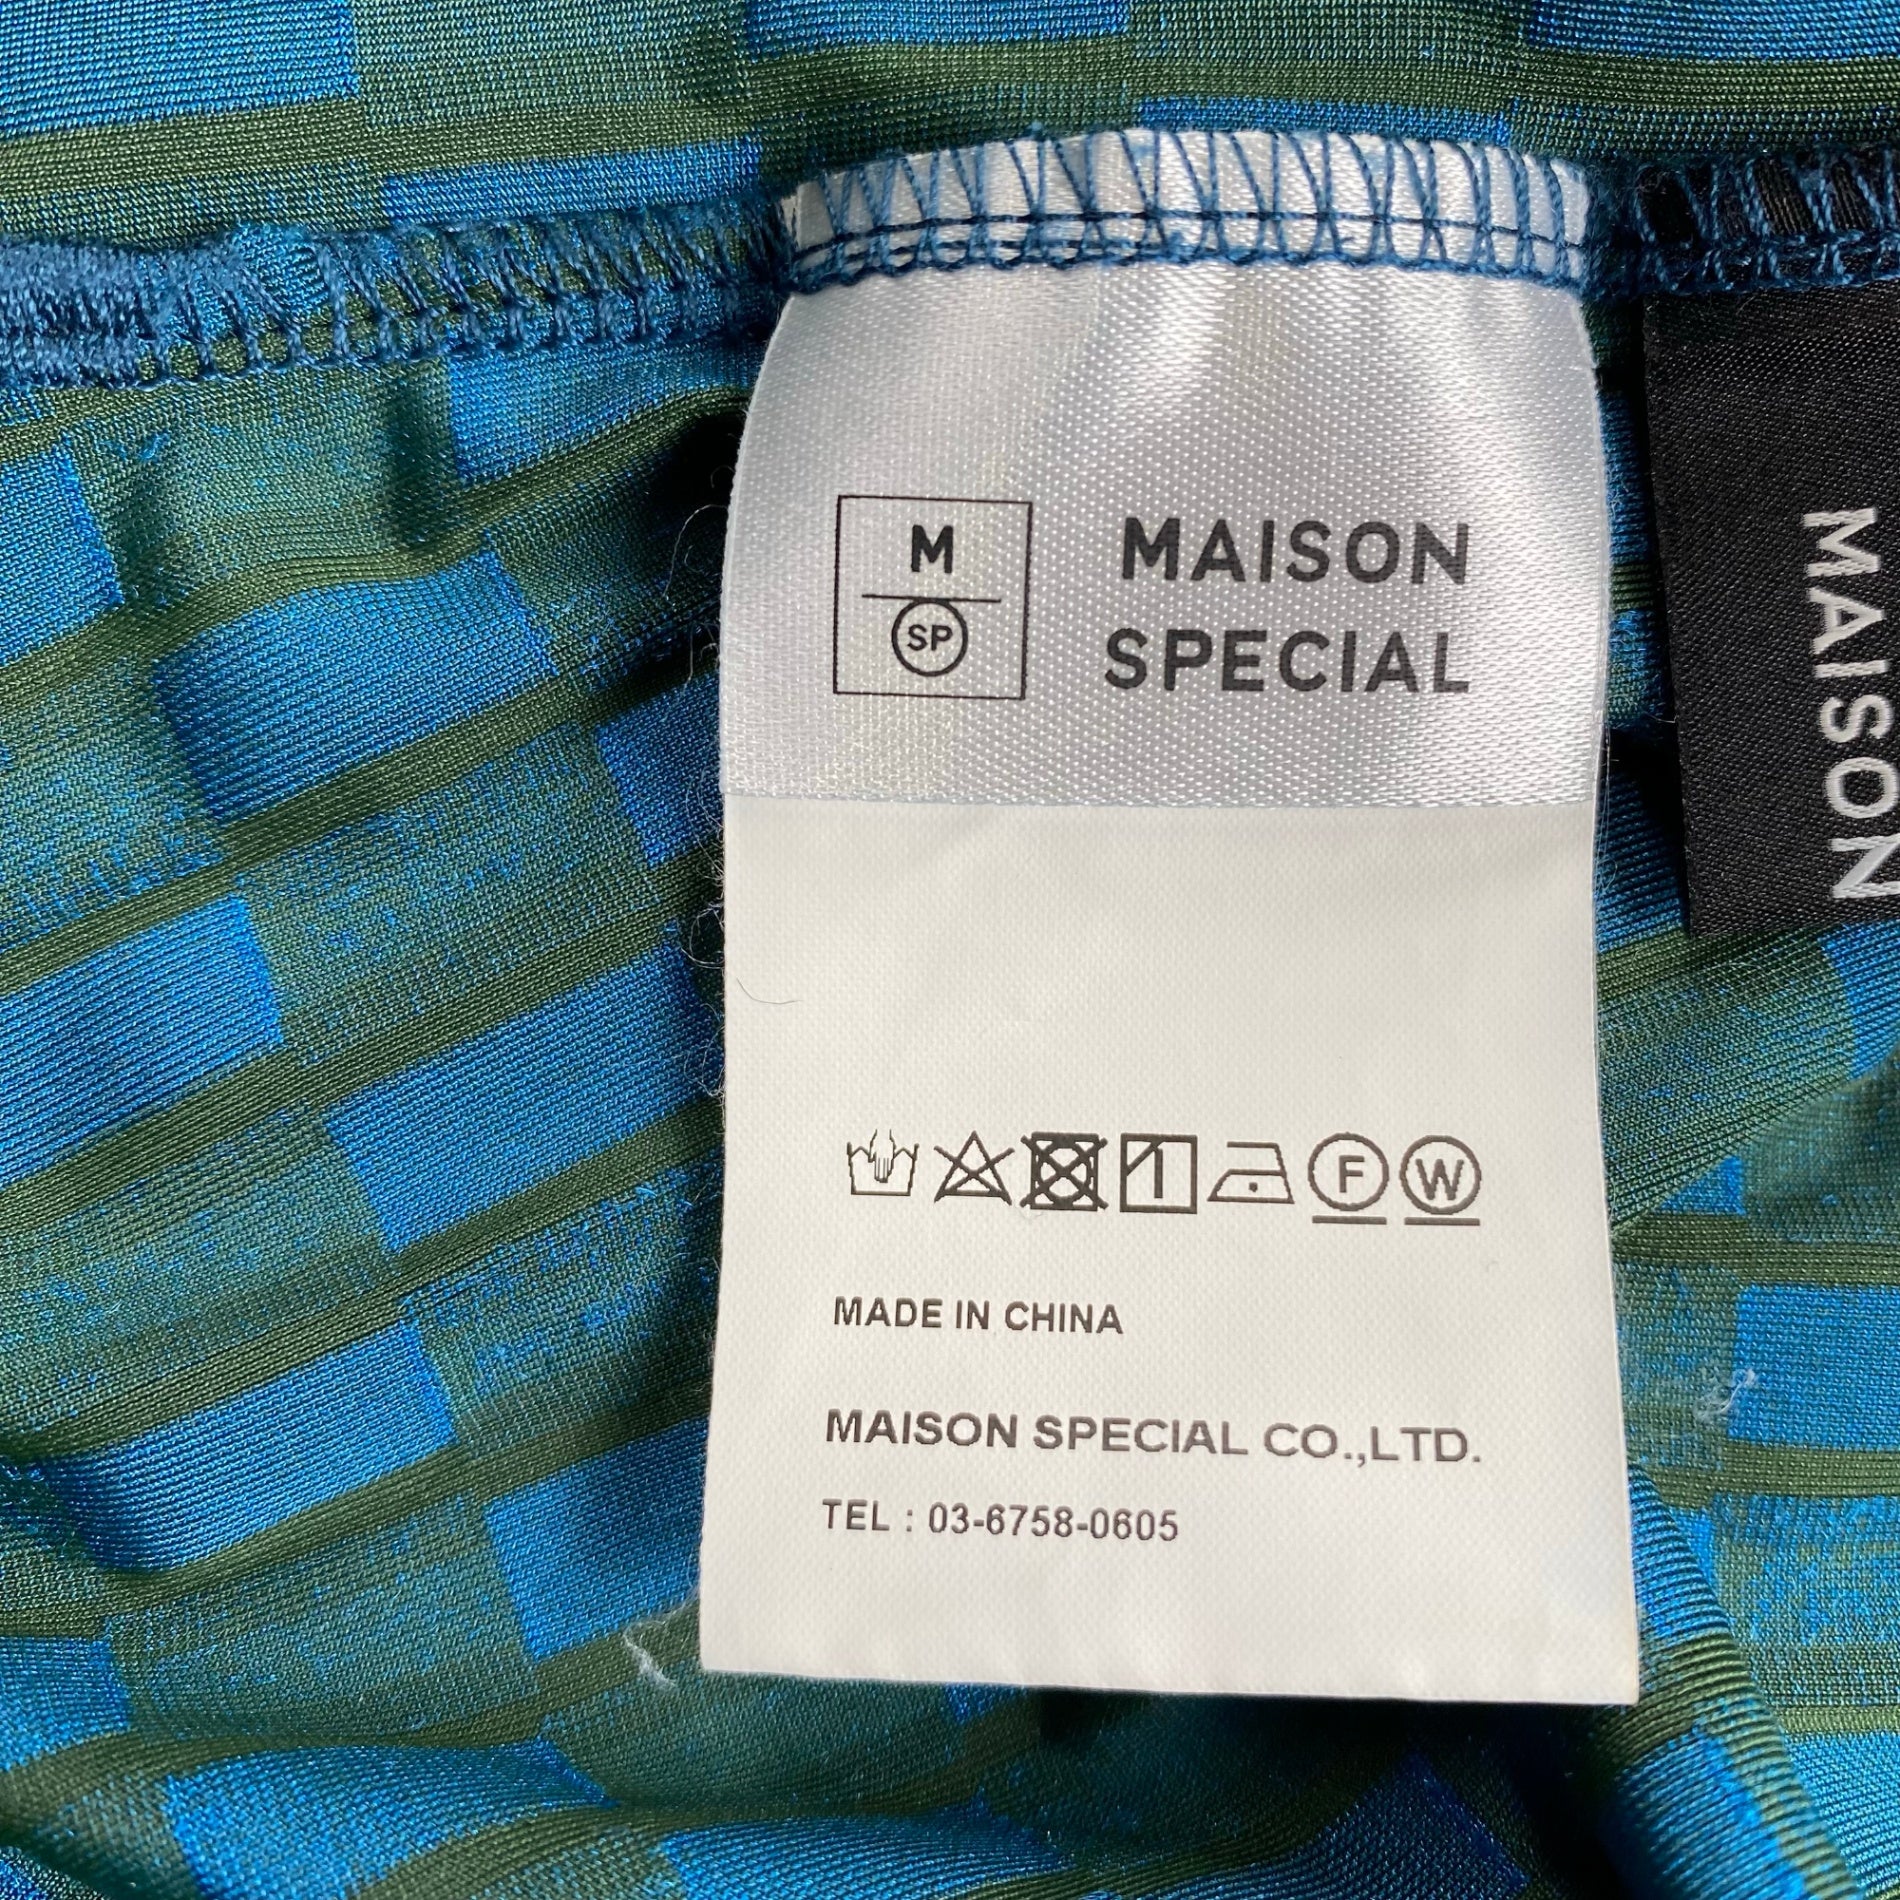 M
SP
MAISON
SPECIAL
F
W
MADE IN CHINA
MAISON SPECIAL CO.,LTD.
TEL : 03-6758-0605
MAISON